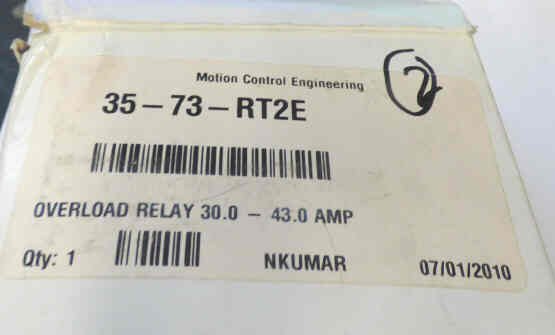 Motion Control Engineering
2
35-73-RT2E
OVERLOAD RELAY 30.0 - 43.0 AMP
Qty: 1 NKUMAR 07/01/2010